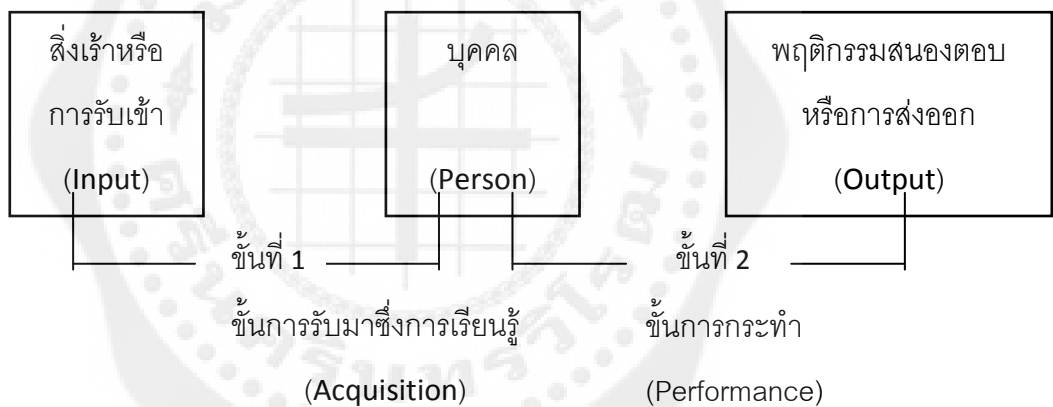 สิ่งเร้าหรือ
การรับเข้า
(Input)
บุคคล
(Person)
พฤติกรรมสนองตอบ
หรือการส่งออก
(Output)
ขั้นที่ 1
ขั้นการรับมาซึ่งการเรียนรู้
(Acquisition)
ขั้นที่ 2
ขั้นการกระทำ
(Performance)